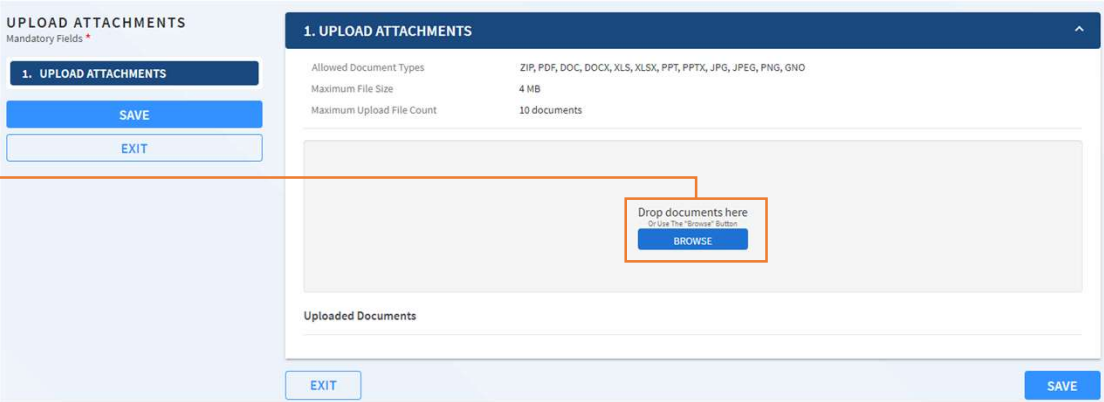 UPLOAD ATTACHMENTS
Mandatory Fields *
1. UPLOAD ATTACHMENTS
SAVE
EXIT
1. UPLOAD ATTACHMENTS
Allowed Document Types ZIP, PDF, DOC, DOCX, XLS, XLSX, PPT, PPTX, JPG, JPEG, PNG, GNO
Maximum File Size 4 MB
Maximum Upload File Count 10 documents
Drop documents here
Or Use The "Browse" Button
BROWSE
Uploaded Documents
EXIT SAVE